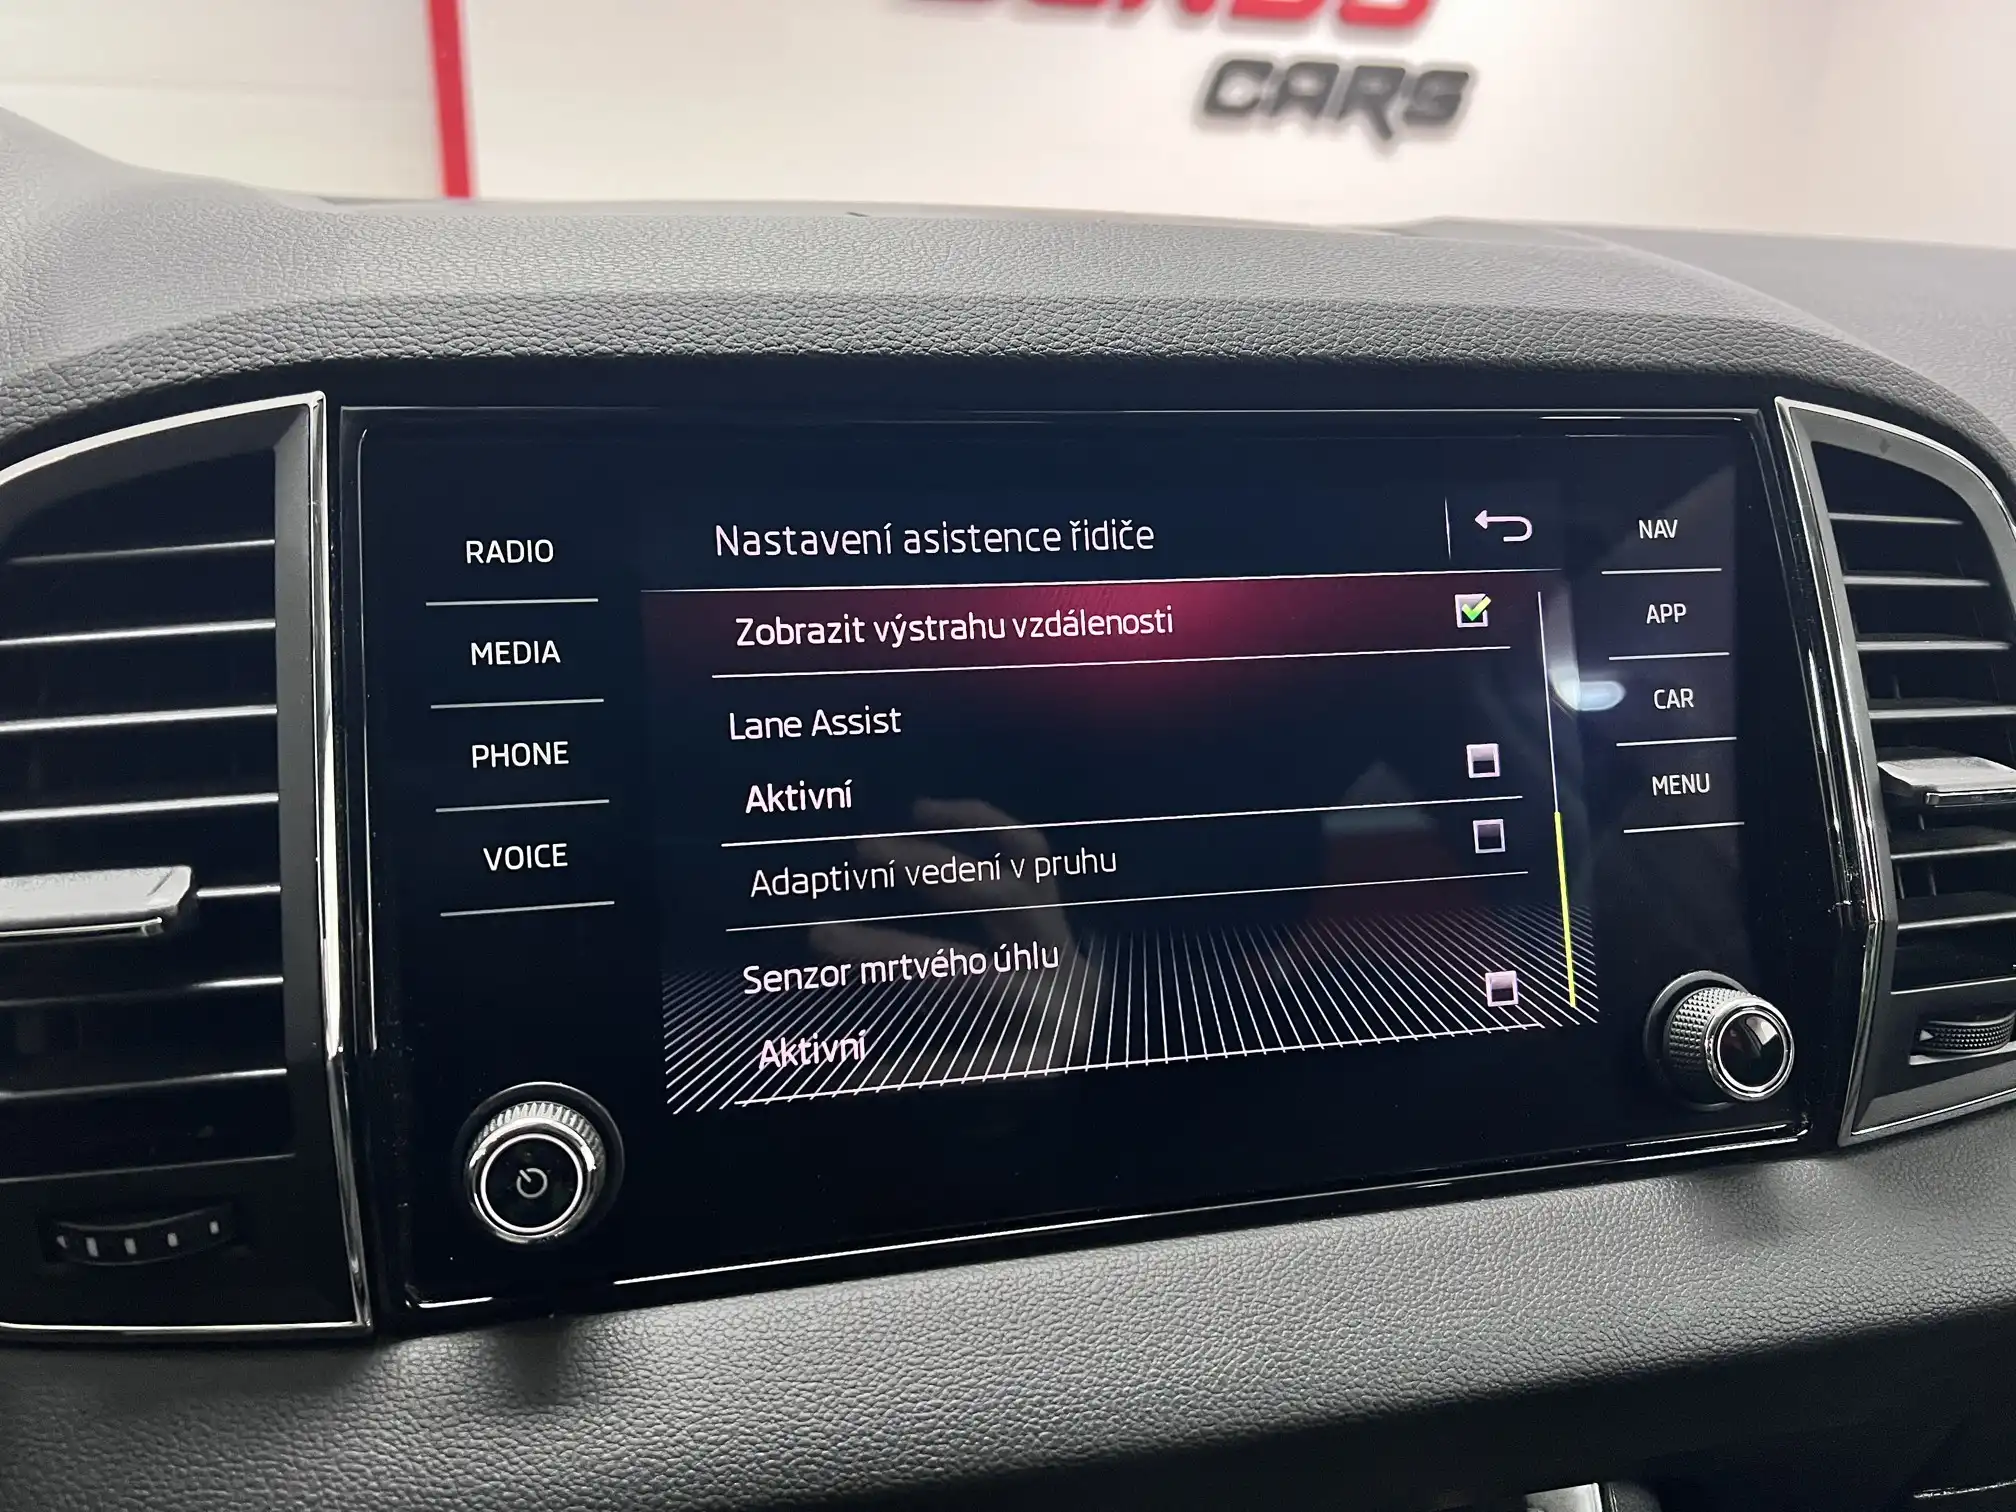 CARS
RADIO
MEDIA
PHONE
VOICE
Nastavení asistence řidiče
Zobrazit výstrahu vzdálenosti
Lane Assist
Aktivní
Adaptivní vedení v pruhu
Senzor mrtvého úhlu
Aktivní
NAV
APP
CAR
MENU